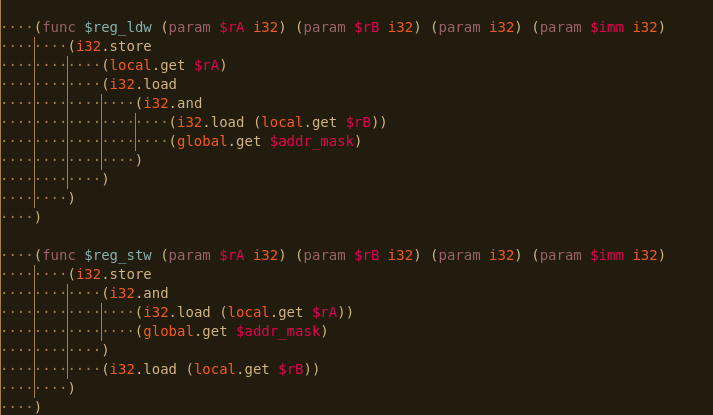 (func $reg_ldw (param $rA i32) (param $rB i32) (param i32) (param $imm i32)
(i32.store
(local.get $rA)
(i32.load
(i32.and
(i32.load (local.get $rB))
(global.get $addr_mask)
)
)
)
)
(func $reg_stw (param $rA i32) (param $rB i32) (param i32) (param $imm i32)
(i32.store
(i32.and
(i32.load (local.get $rA))
(global.get $addr_mask)
)
(i32.load (local.get $rB))
)
)